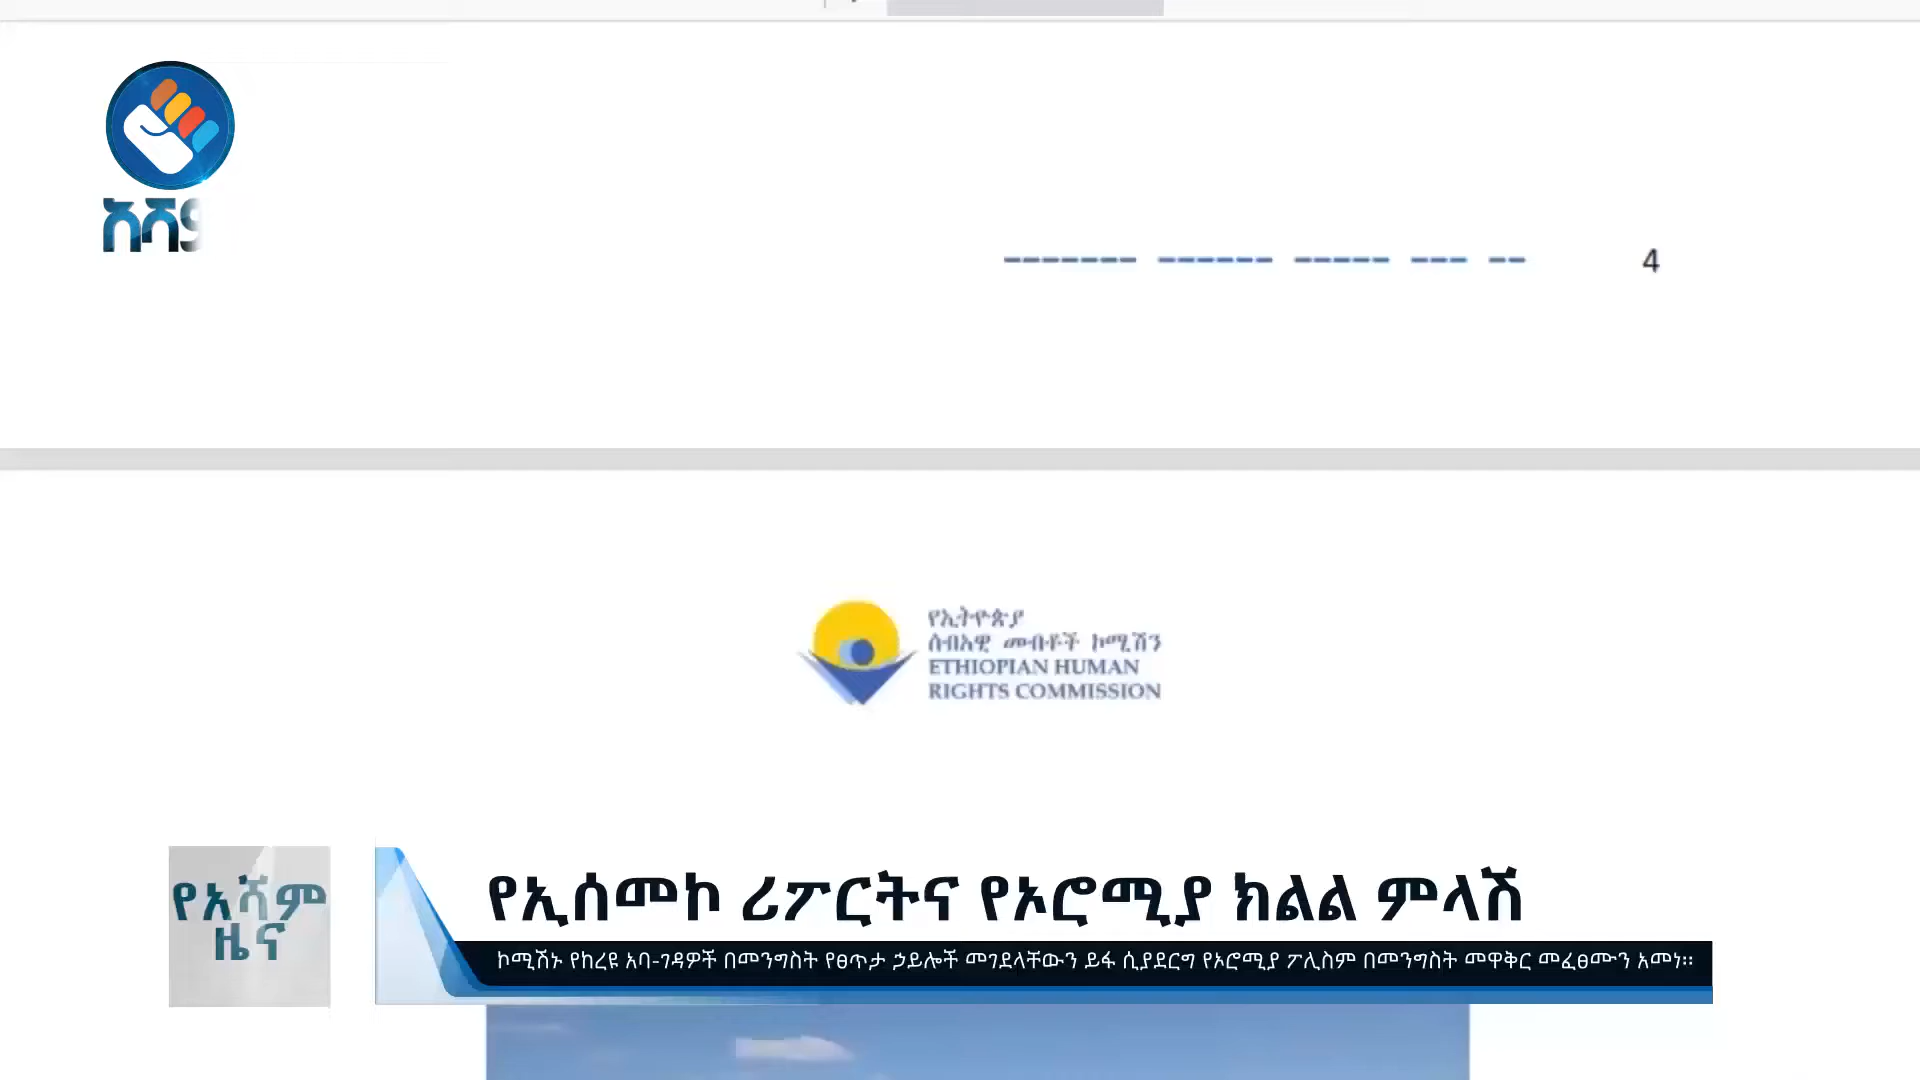 4
የኢትዮጵያ
ሰብአዊ መብቶች ኮሚሽን
ETHIOPIAN HUMAN
RIGHTS COMMISSION
የአሻም
ዜና
የኢሰመኮ ሪፖርትና የኦሮሚያ ክልል ምላሽ
ኮሚሽኑ የከረዩ አባ-ገዳዎች በመንግስት የፀጥታ ኃይሎች መገደላቸውን ይፋ ሲያደርግ የኦሮሚያ ፖሊስም በመንግስት መዋቅር መፈፀሙን አመነ፡፡